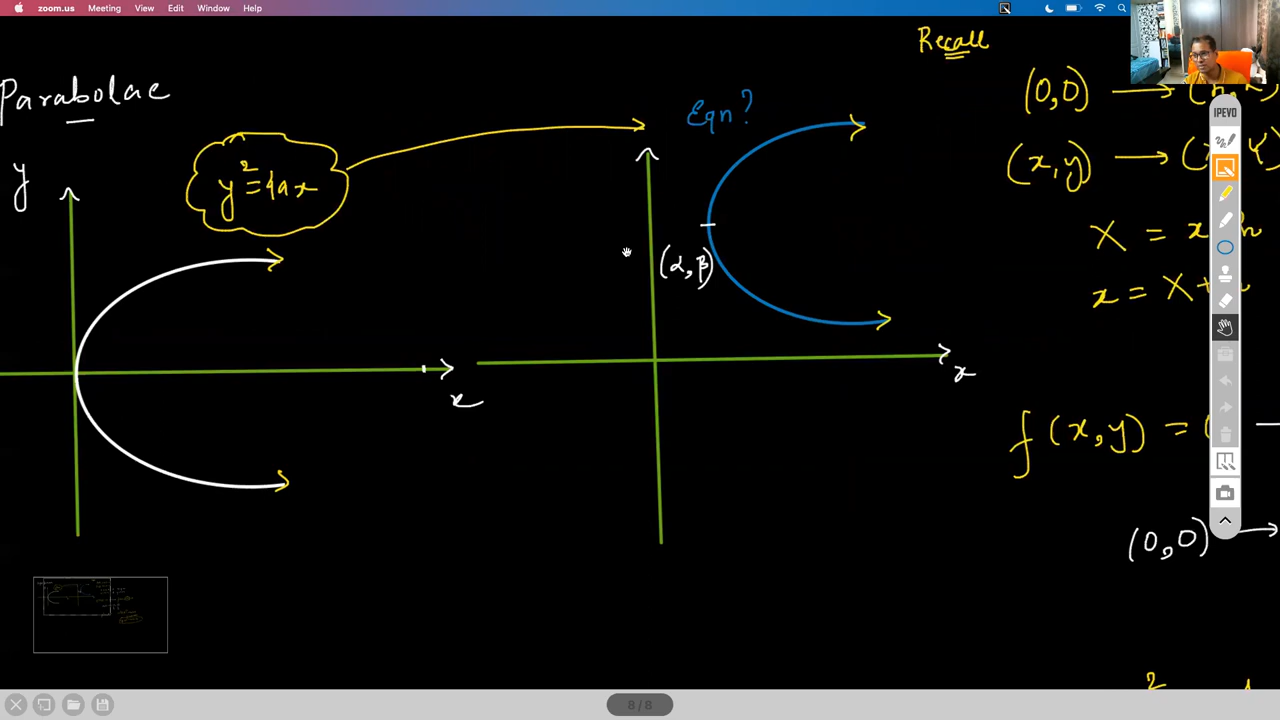 zoom.us Meeting View Edit Window Help
Recall
Parabolae
Eqn?
(0,0) →
(x,y) →
y
y² = 4ax
IPEVO
X = x
(α, β)
x = X +
x
x
f(x,y) =
(0,0) →
2
8/8